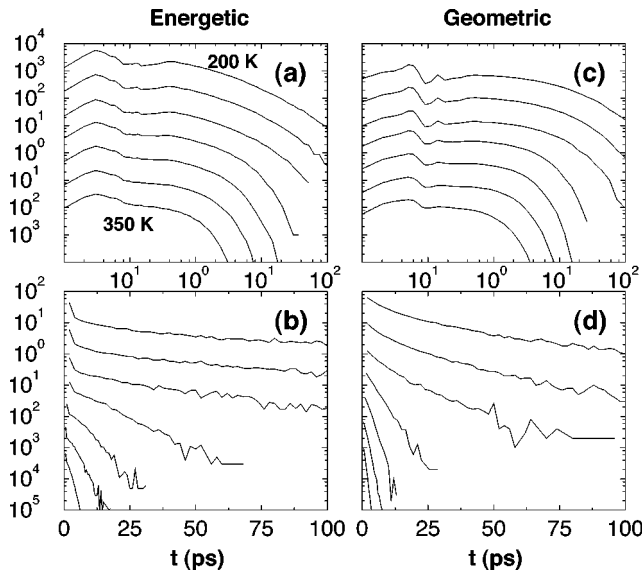 Energetic Geometric
10⁴
10³
10²
10¹
10⁰
10¹
10²
10³
200 K
(a)
350 K
(c)
10¹ 10⁰ 10¹ 10² 10¹ 10⁰ 10¹ 10²
10¹
10⁰
10¹
10²
10³
10⁴
10⁵
(b)
(d)
0 25 50 75 100 0 25 50 75 100
t (ps) t (ps)